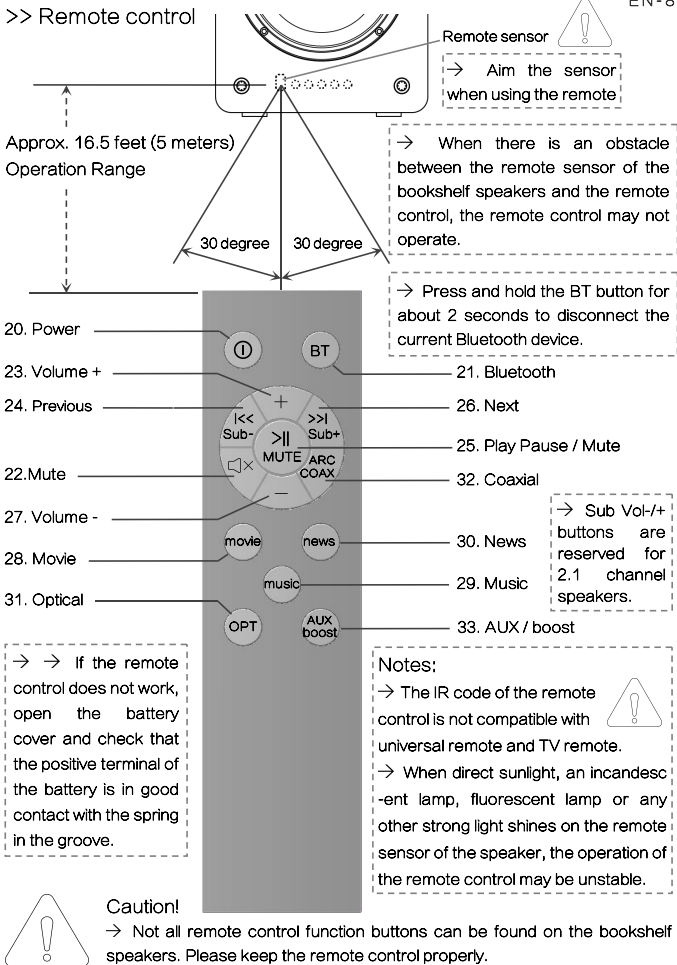 EN-8
>> Remote control
Remote sensor
→ Aim the sensor
when using the remote
Approx. 16.5 feet (5 meters)
Operation Range
→ When there is an obstacle
between the remote sensor of the
bookshelf speakers and the remote
control, the remote control may not
operate.
30 degree 30 degree
→ Press and hold the BT button for
about 2 seconds to disconnect the
current Bluetooth device.
20. Power
BT
23. Volume +
21. Bluetooth
+
24. Previous
26. Next
|<<
Sub-
>>|
Sub+
>||
MUTE
25. Play Pause / Mute
ARC
COAX
22.Mute
32. Coaxial
−
27. Volume -
→ Sub Vol-/+
buttons are
reserved for
2.1 channel
speakers.
movie
news
28. Movie
30. News
music
29. Music
31. Optical
OPT
AUX
boost
33. AUX / boost
→ → If the remote
control does not work,
open the battery
cover and check that
the positive terminal of
the battery is in good
contact with the spring
in the groove.
Notes:
→ The IR code of the remote
control is not compatible with
universal remote and TV remote.
→ When direct sunlight, an incandesc
-ent lamp, fluorescent lamp or any
other strong light shines on the remote
sensor of the speaker, the operation of
the remote control may be unstable.
Caution!
→ Not all remote control function buttons can be found on the bookshelf
speakers. Please keep the remote control properly.